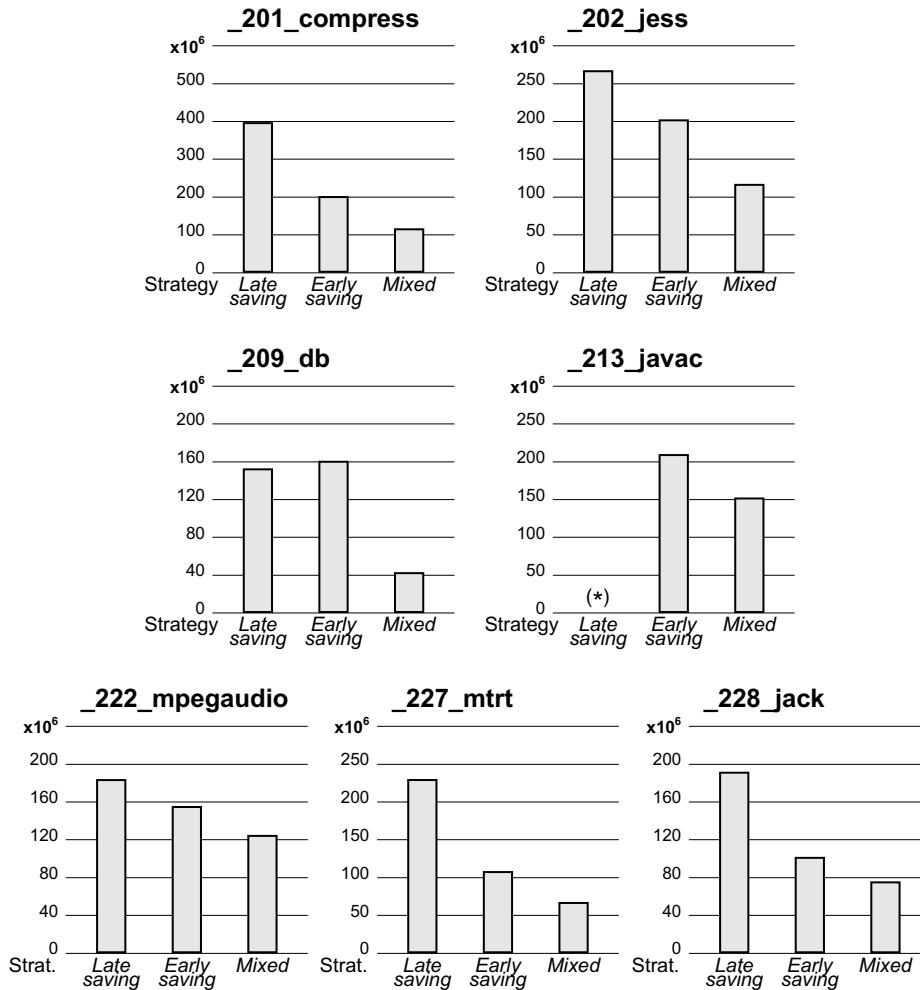 _201_compress
x10^6
500
400
300
200
100
0
Strategy Late saving Early saving Mixed
_202_jess
x10^6
250
200
150
100
50
0
Strategy Late saving Early saving Mixed
_209_db
x10^6
200
160
120
80
40
0
Strategy Late saving Early saving Mixed
_213_javac
x10^6
250
200
150
100
50
0
(*)
Strategy Late saving Early saving Mixed
_222_mpegaudio
x10^6
200
160
120
80
40
0
Strat. Late saving Early saving Mixed
_227_mtrt
x10^6
250
200
150
100
50
0
Strat. Late saving Early saving Mixed
_228_jack
x10^6
200
160
120
80
40
0
Strat. Late saving Early saving Mixed